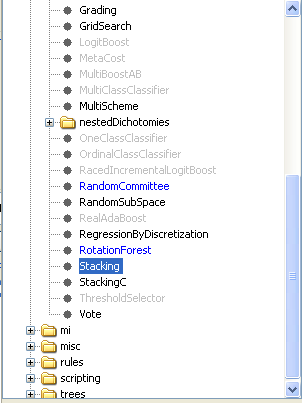 Grading
GridSearch
LogitBoost
MetaCost
MultiBoostAB
MultiClassClassifier
MultiScheme
nestedDichotomies
OneClassClassifier
OrdinalClassClassifier
RacedIncrementalLogitBoost
RandomCommittee
RandomSubSpace
RealAdaBoost
RegressionByDiscretization
RotationForest
Stacking
StackingC
ThresholdSelector
Vote
mi
misc
rules
scripting
trees